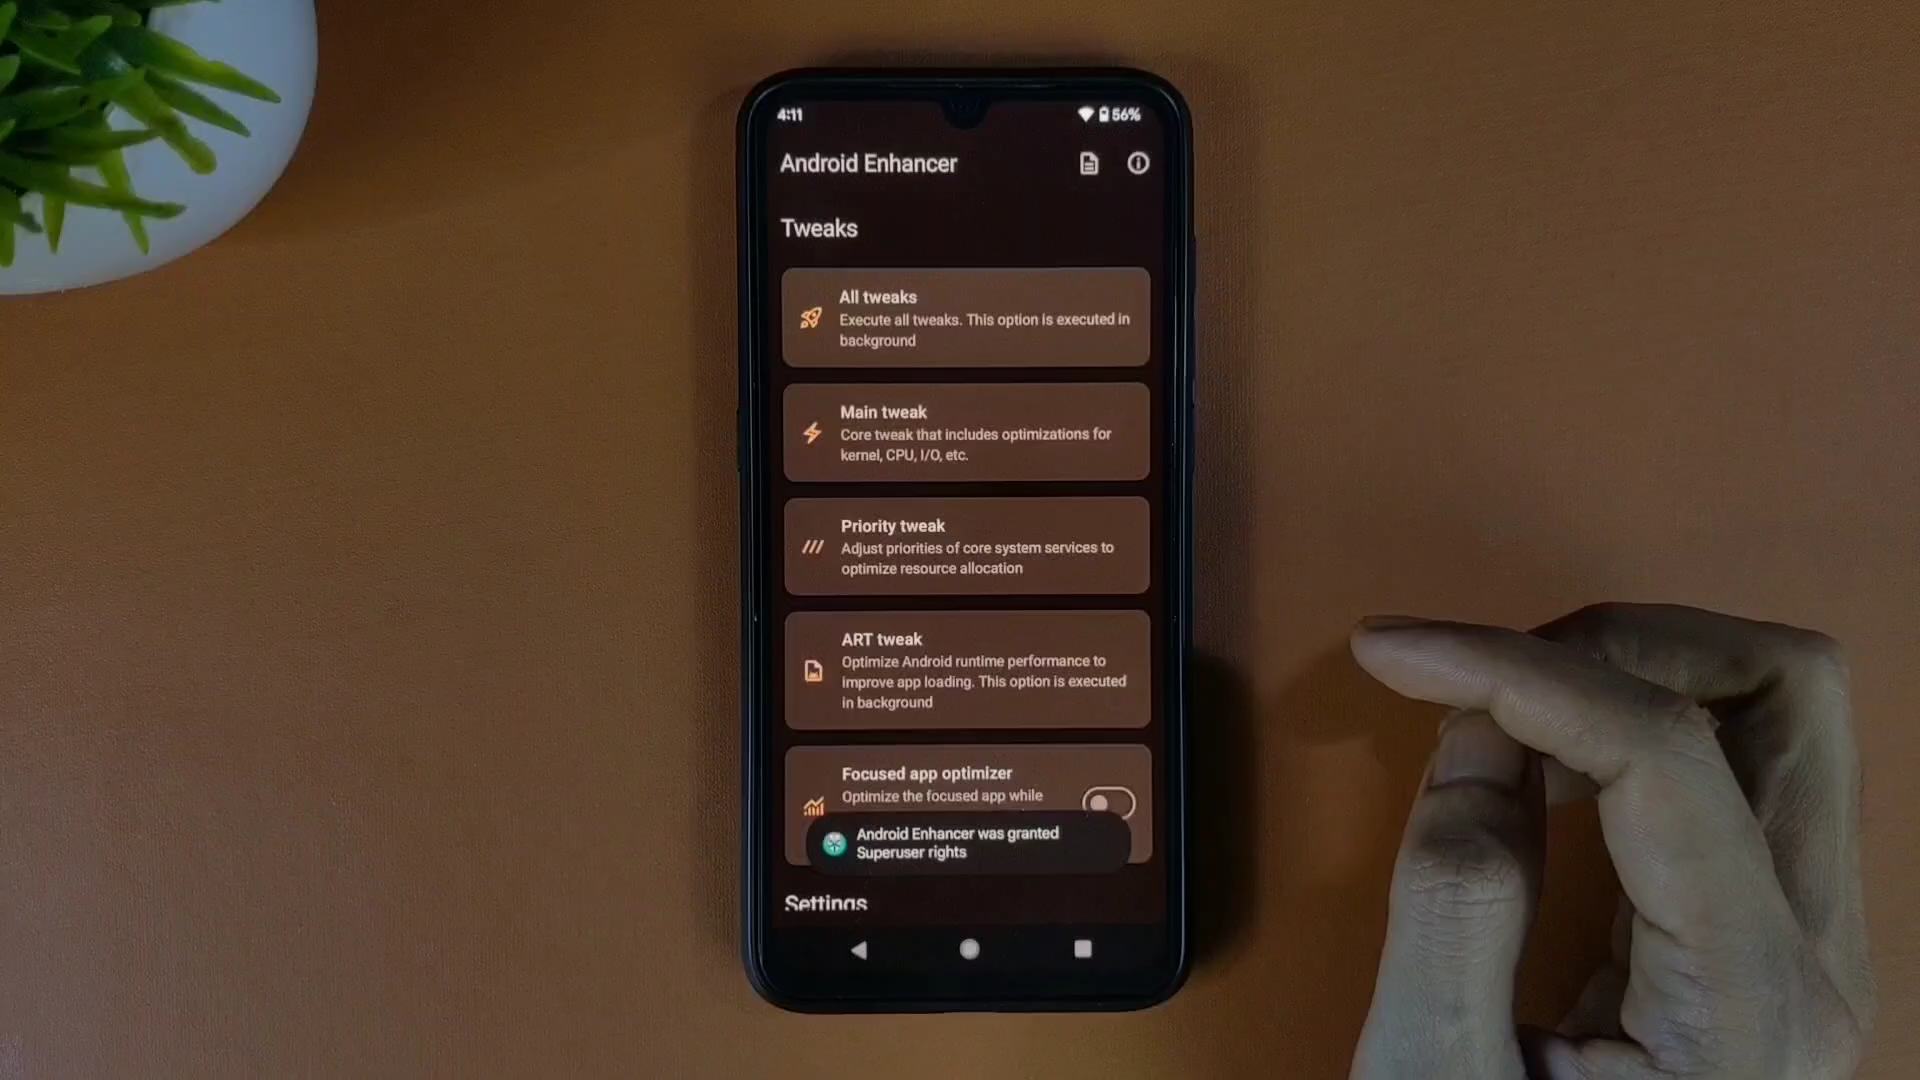 4:11
56%
Android Enhancer
Tweaks
All tweaks
Execute all tweaks. This option is executed in
background
Main tweak
Core tweak that includes optimizations for
kernel, CPU, I/O, etc.
Priority tweak
Adjust priorities of core system services to
optimize resource allocation
ART tweak
Optimize Android runtime performance to
improve app loading. This option is executed
in background
Focused app optimizer
Optimize the focused app while
Android Enhancer was granted
Superuser rights
Settings